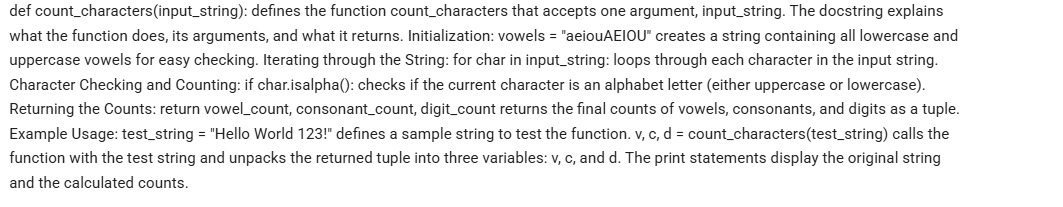 def count_characters(input_string): defines the function count_characters that accepts one argument, input_string. The docstring explains
what the function does, its arguments, and what it returns. Initialization: vowels = "aeiouAEIOU" creates a string containing all lowercase and
uppercase vowels for easy checking. Iterating through the String: for char in input_string: loops through each character in the input string.
Character Checking and Counting: if char.isalpha(): checks if the current character is an alphabet letter (either uppercase or lowercase).
Returning the Counts: return vowel_count, consonant_count, digit_count returns the final counts of vowels, consonants, and digits as a tuple.
Example Usage: test_string = "Hello World 123!" defines a sample string to test the function. v, c, d = count_characters(test_string) calls the
function with the test string and unpacks the returned tuple into three variables: v, c, and d. The print statements display the original string
and the calculated counts.